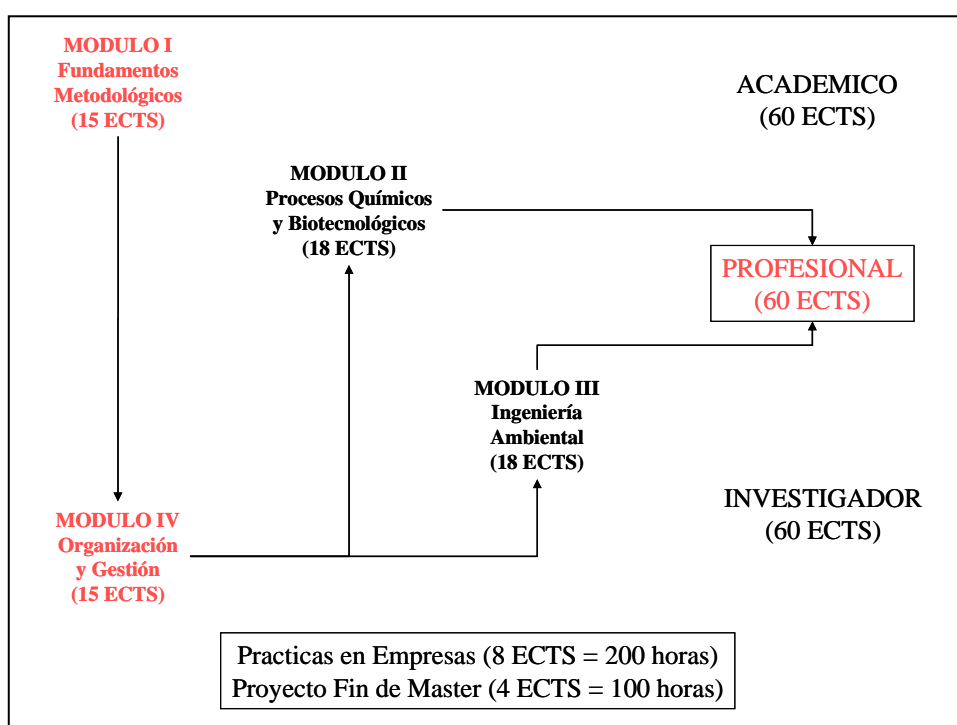 MODULO I
Fundamentos
Metodológicos
(15 ECTS)
ACADEMICO
(60 ECTS)
MODULO II
Procesos Químicos
y Biotecnológicos
(18 ECTS)
PROFESIONAL
(60 ECTS)
MODULO III
Ingeniería
Ambiental
(18 ECTS)
INVESTIGADOR
(60 ECTS)
MODULO IV
Organización
y Gestión
(15 ECTS)
Practicas en Empresas (8 ECTS = 200 horas)
Proyecto Fin de Master (4 ECTS = 100 horas)